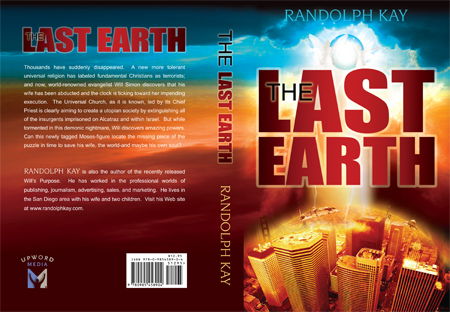 THE
LAST EARTH
Thousands have suddenly disappeared. A new more tolerant
universal religion has labeled fundamental Christians as terrorists;
and now, world-renowned evangelist Will Simon discovers that his
wife has been abducted and the clock is ticking toward her impending
execution. The Universal Church, as it is known, led by its Chief
Priest is clearly aiming to create a utopian society by extinguishing all
of the insurgents imprisoned on Alcatraz and within Israel. But while
tormented in this demonic nightmare, Will discovers amazing powers.
Can this newly tagged Moses-figure locate the missing piece of the
puzzle in time to save his wife, the world-and maybe his own soul?
RANDOLPH KAY is also the author of the recently released
Will's Purpose. He has worked in the professional worlds of
publishing, journalism, advertising, sales, and marketing. He lives in
the San Diego area with his wife and two children. Visit his Web site
at www.randolphkay.com.
UPWORD
MEDIA
THE LAST EARTH
RANDOLPH KAY
RANDOLPH KAY
THE
LAST
EARTH